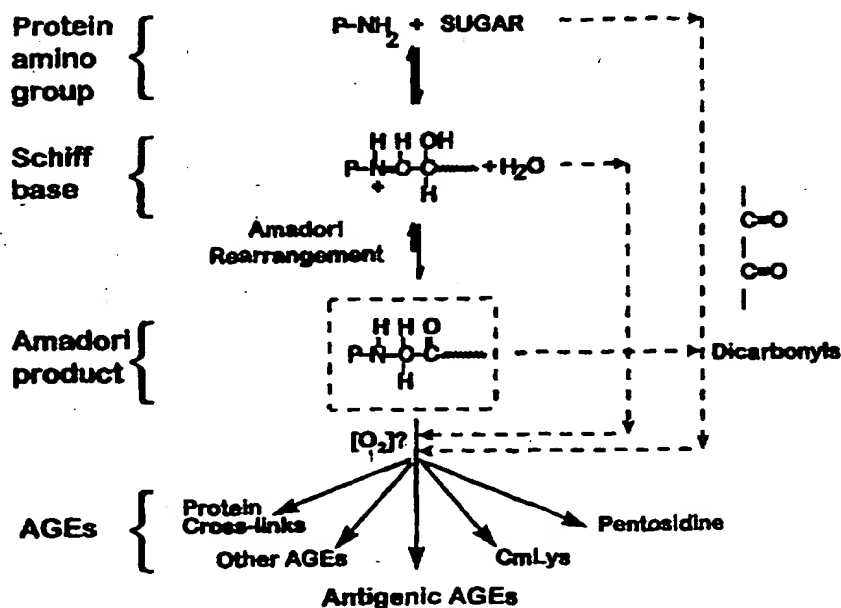 Protein
amino
group
P-NH2 + SUGAR
Schiff
base
H H OH
P-N=C-C +H2O
+
H
Amadori
Rearrangement
C=O
C=O
Amadori
product
H H O
P-N-C-C
H
Dicarbonyls
[O2]?
AGEs
Protein
Cross-links
Other AGEs
Antigenic AGEs
CmLys
Pentosidine